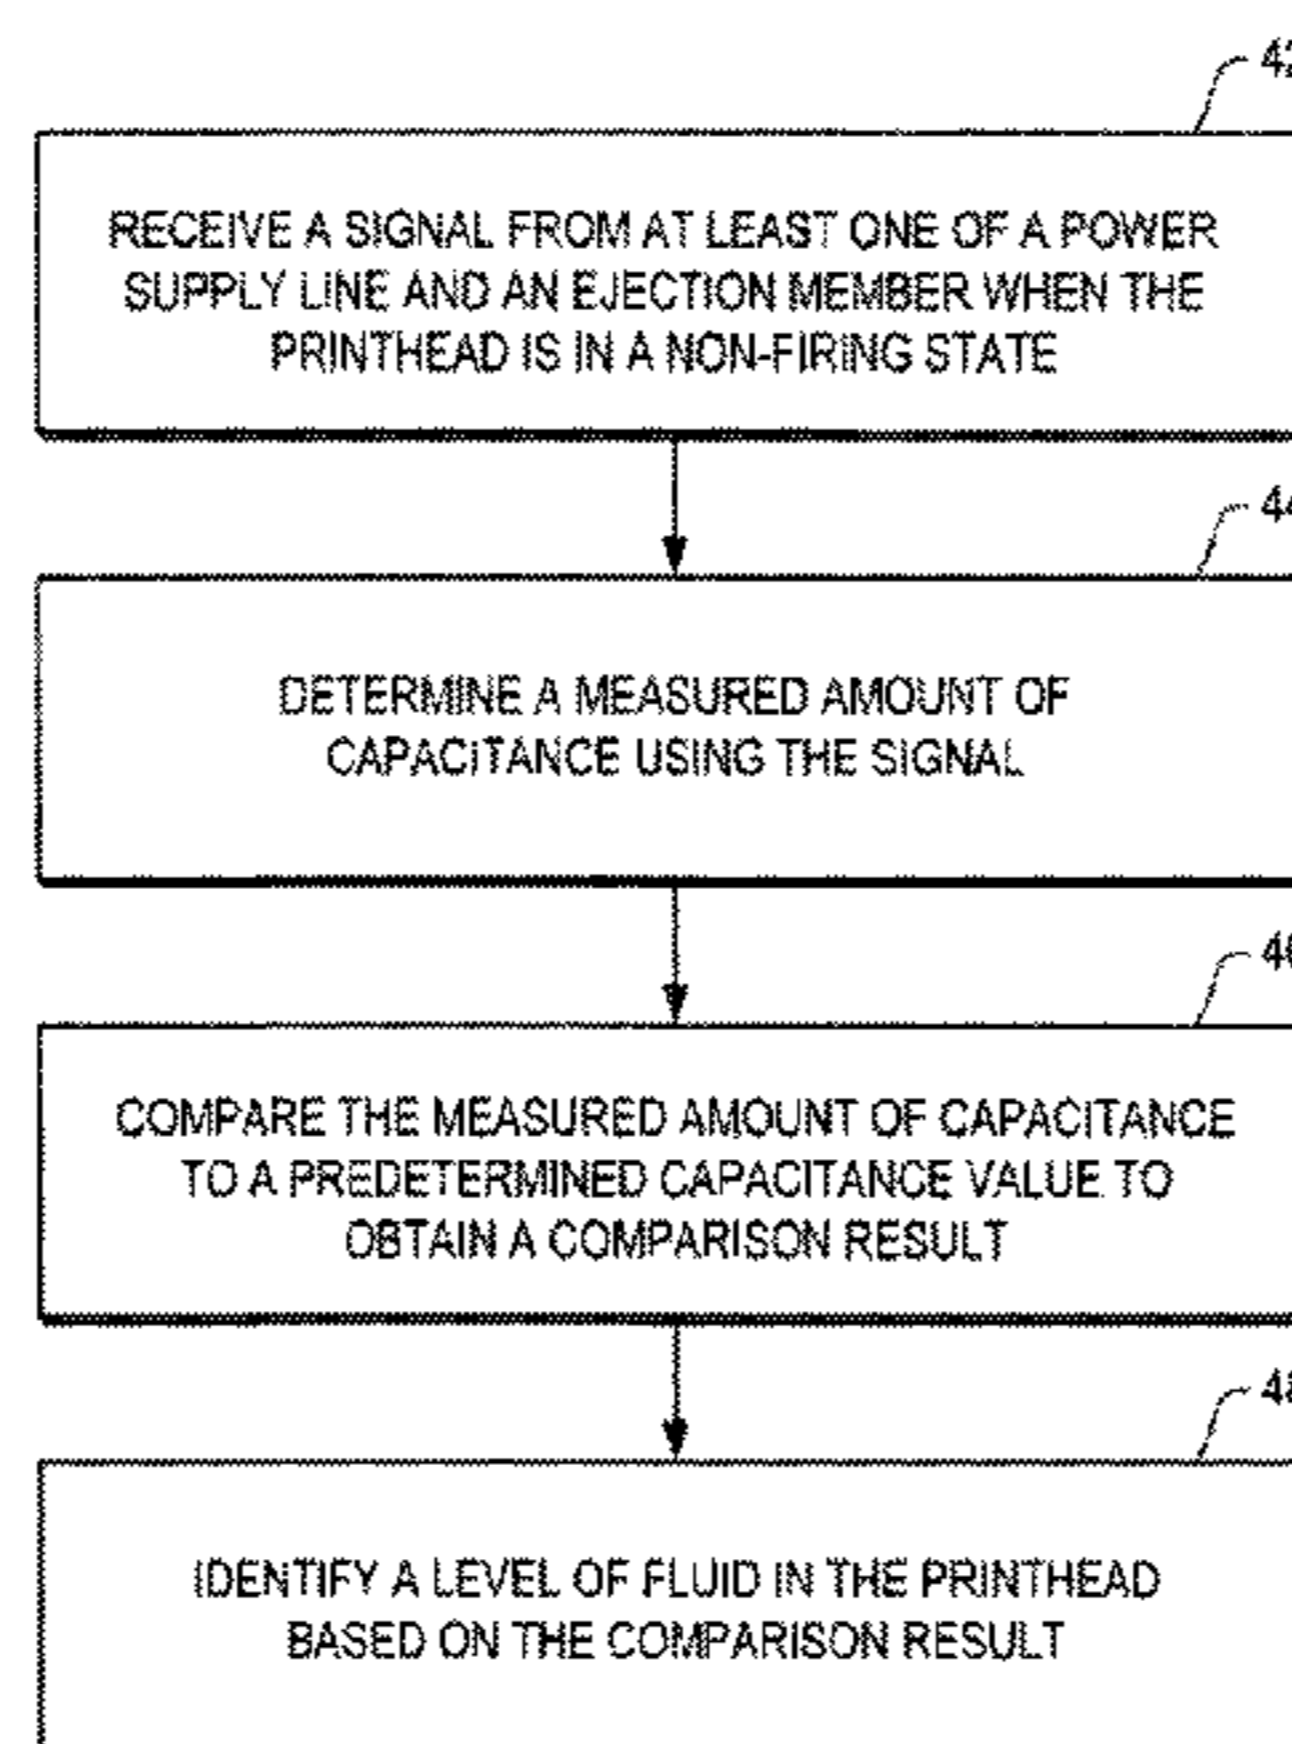 42
RECEIVE A SIGNAL FROM AT LEAST ONE OF A POWER
SUPPLY LINE AND AN EJECTION MEMBER WHEN THE
PRINTHEAD IS IN A NON-FIRING STATE
44
DETERMINE A MEASURED AMOUNT OF
CAPACITANCE USING THE SIGNAL
COMPARE THE MEASURED AMOUNT OF CAPACITANCE
TO A PREDETERMINED CAPACITANCE VALUE TO
OBTAIN A COMPARISON RESULT
IDENTIFY A LEVEL OF FLUID IN THE PRINTHEAD
BASED ON THE COMPARISON RESULT